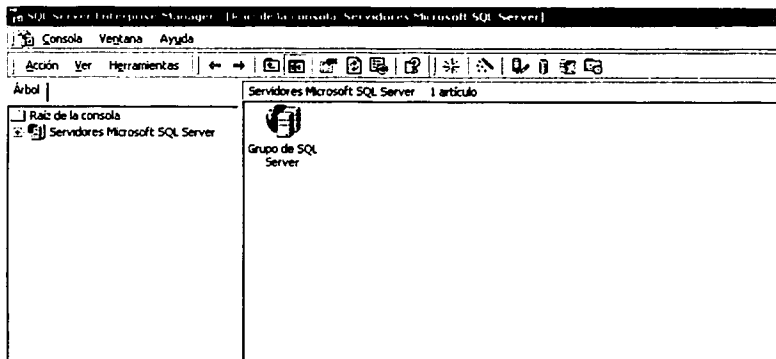 SQL Server Enterprise Manager - [Raíz de la consola\Servidores Microsoft SQL Server]
Consola Ventana Ayuda
Acción Ver Herramientas
Árbol
Servidores Microsoft SQL Server 1 artículo
Raíz de la consola
Servidores Microsoft SQL Server
Grupo de SQL
Server